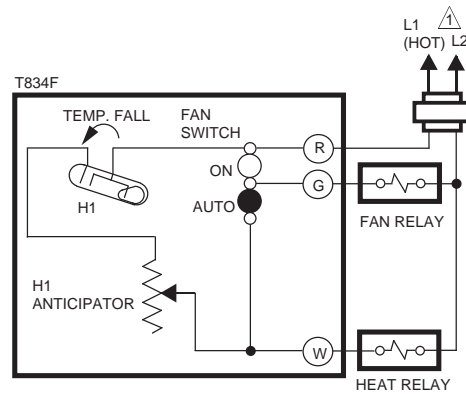 L1
(HOT)
1
L2
T834F
TEMP. FALL
FAN
SWITCH
R
ON
G
H1
AUTO
FAN RELAY
H1
ANTICIPATOR
W
HEAT RELAY